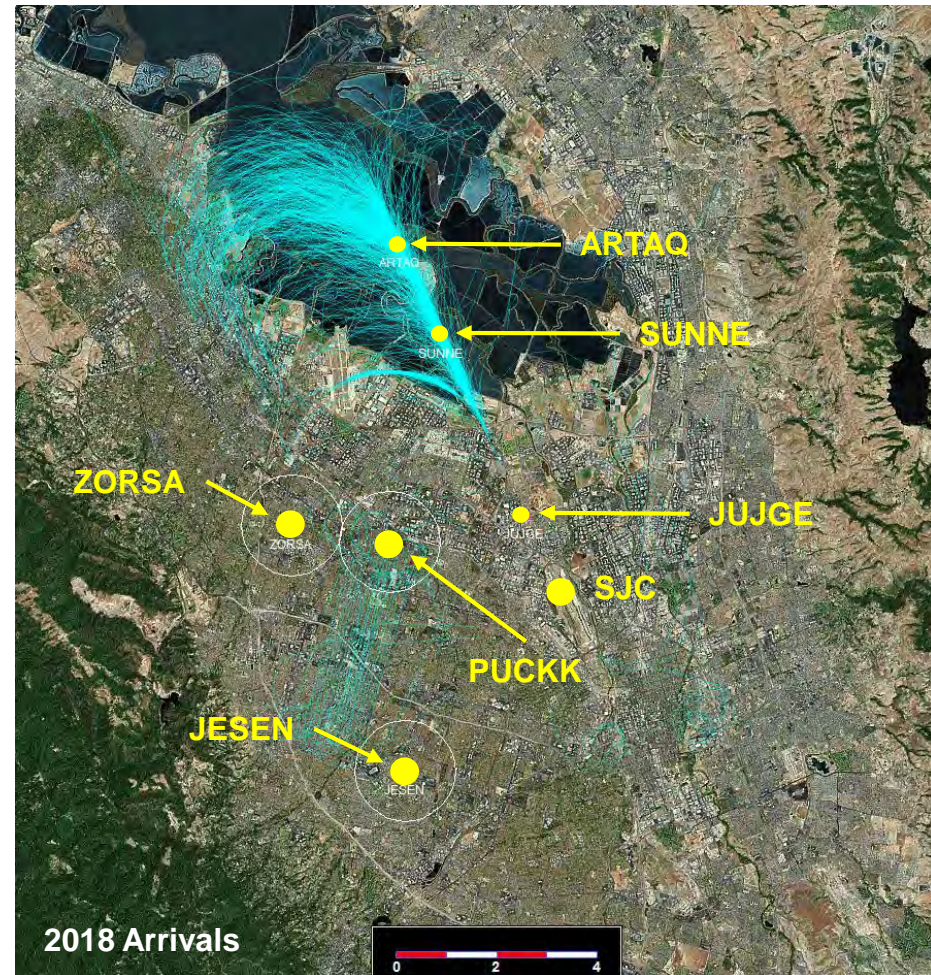 ARTAQ
ARTAQ
SUNNE
SUNNE
ZORSA
ZORSA
JUJGE
JUJGE
SJC
PUCKK
JESEN
JESEN
2018 Arrivals
0 2 4